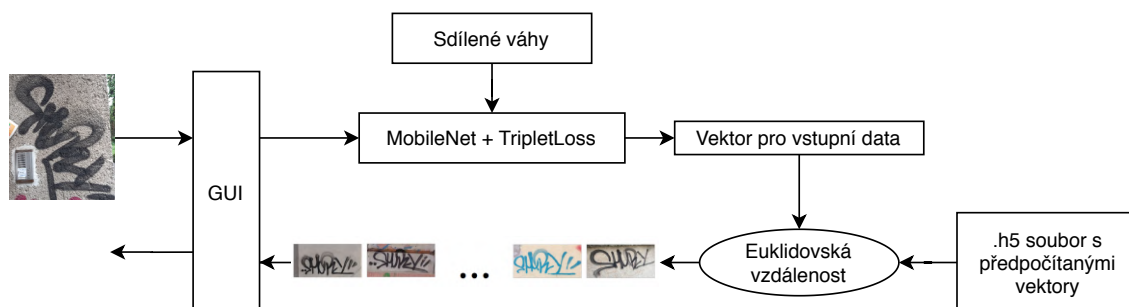 Sdílené váhy
MobileNet + TripletLoss
Vektor pro vstupní data
GUI
Euklidovská
vzdálenost
.h5 soubor s
předpočítanými
vektory
...